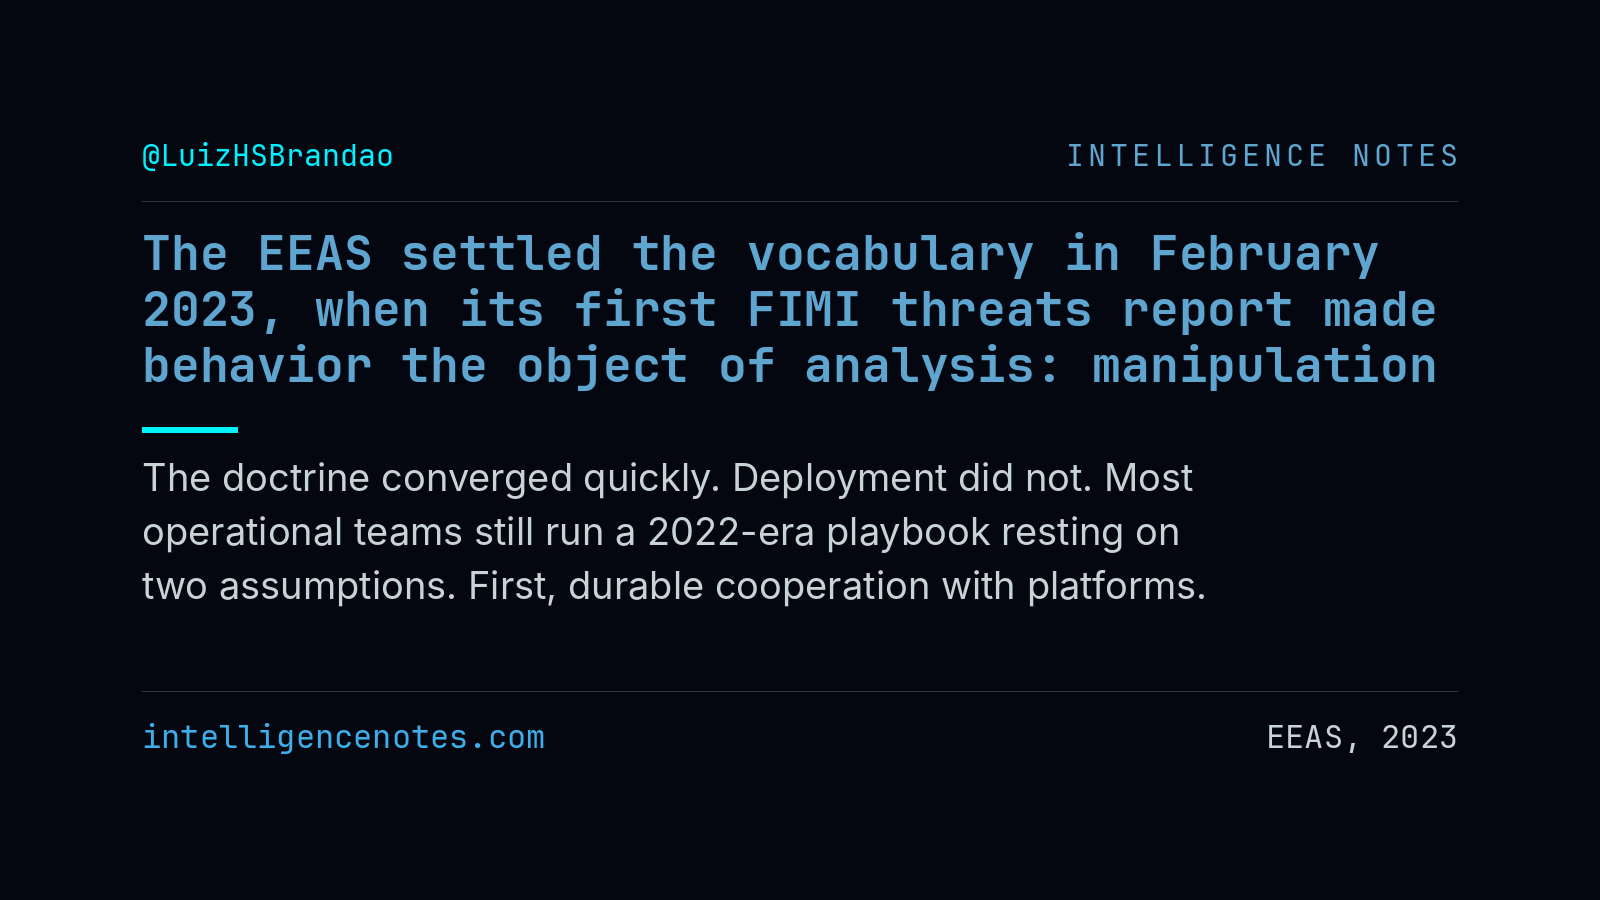 @LuizHSBrandao
INTELLIGENCE NOTES
The EEAS settled the vocabulary in February
2023, when its first FIMI threats report made
behavior the object of analysis: manipulation
The doctrine converged quickly. Deployment did not. Most
operational teams still run a 2022-era playbook resting on
two assumptions. First, durable cooperation with platforms.
intelligencenotes.com
EEAS, 2023